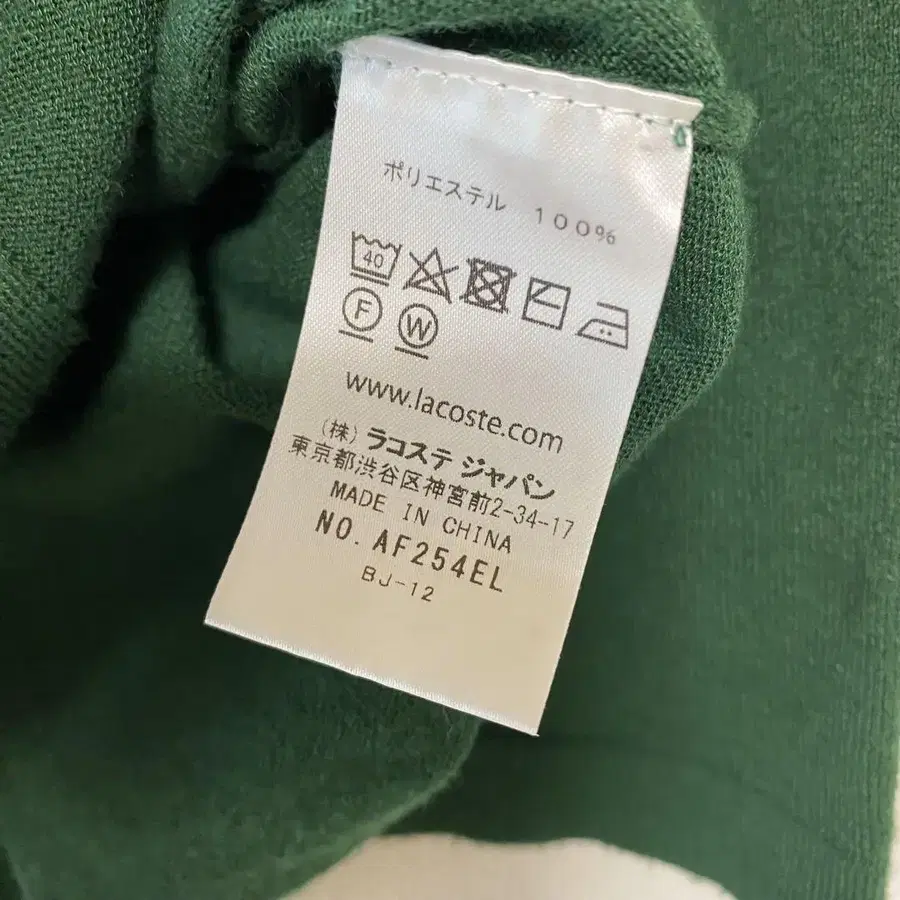 ポリエステル 100%
40
F W
www.lacoste.com
(株) ラコステ ジャパン
東京都渋谷区神宮前2-34-17
MADE IN CHINA
NO. AF254EL
BJ-12